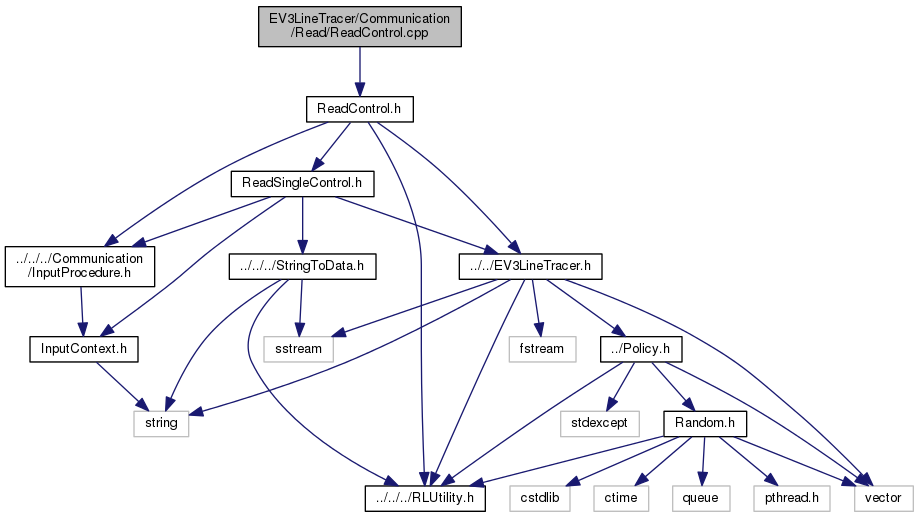 EV3LineTracer/Communication
/Read/ReadControl.cpp
ReadControl.h
ReadSingleControl.h
../../../Communication
/InputProcedure.h
../../../StringToData.h
../../EV3LineTracer.h
InputContext.h
sstream
fstream
../Policy.h
string
stdexcept
Random.h
../../../RLUtility.h
cstdlib
ctime
queue
pthread.h
vector